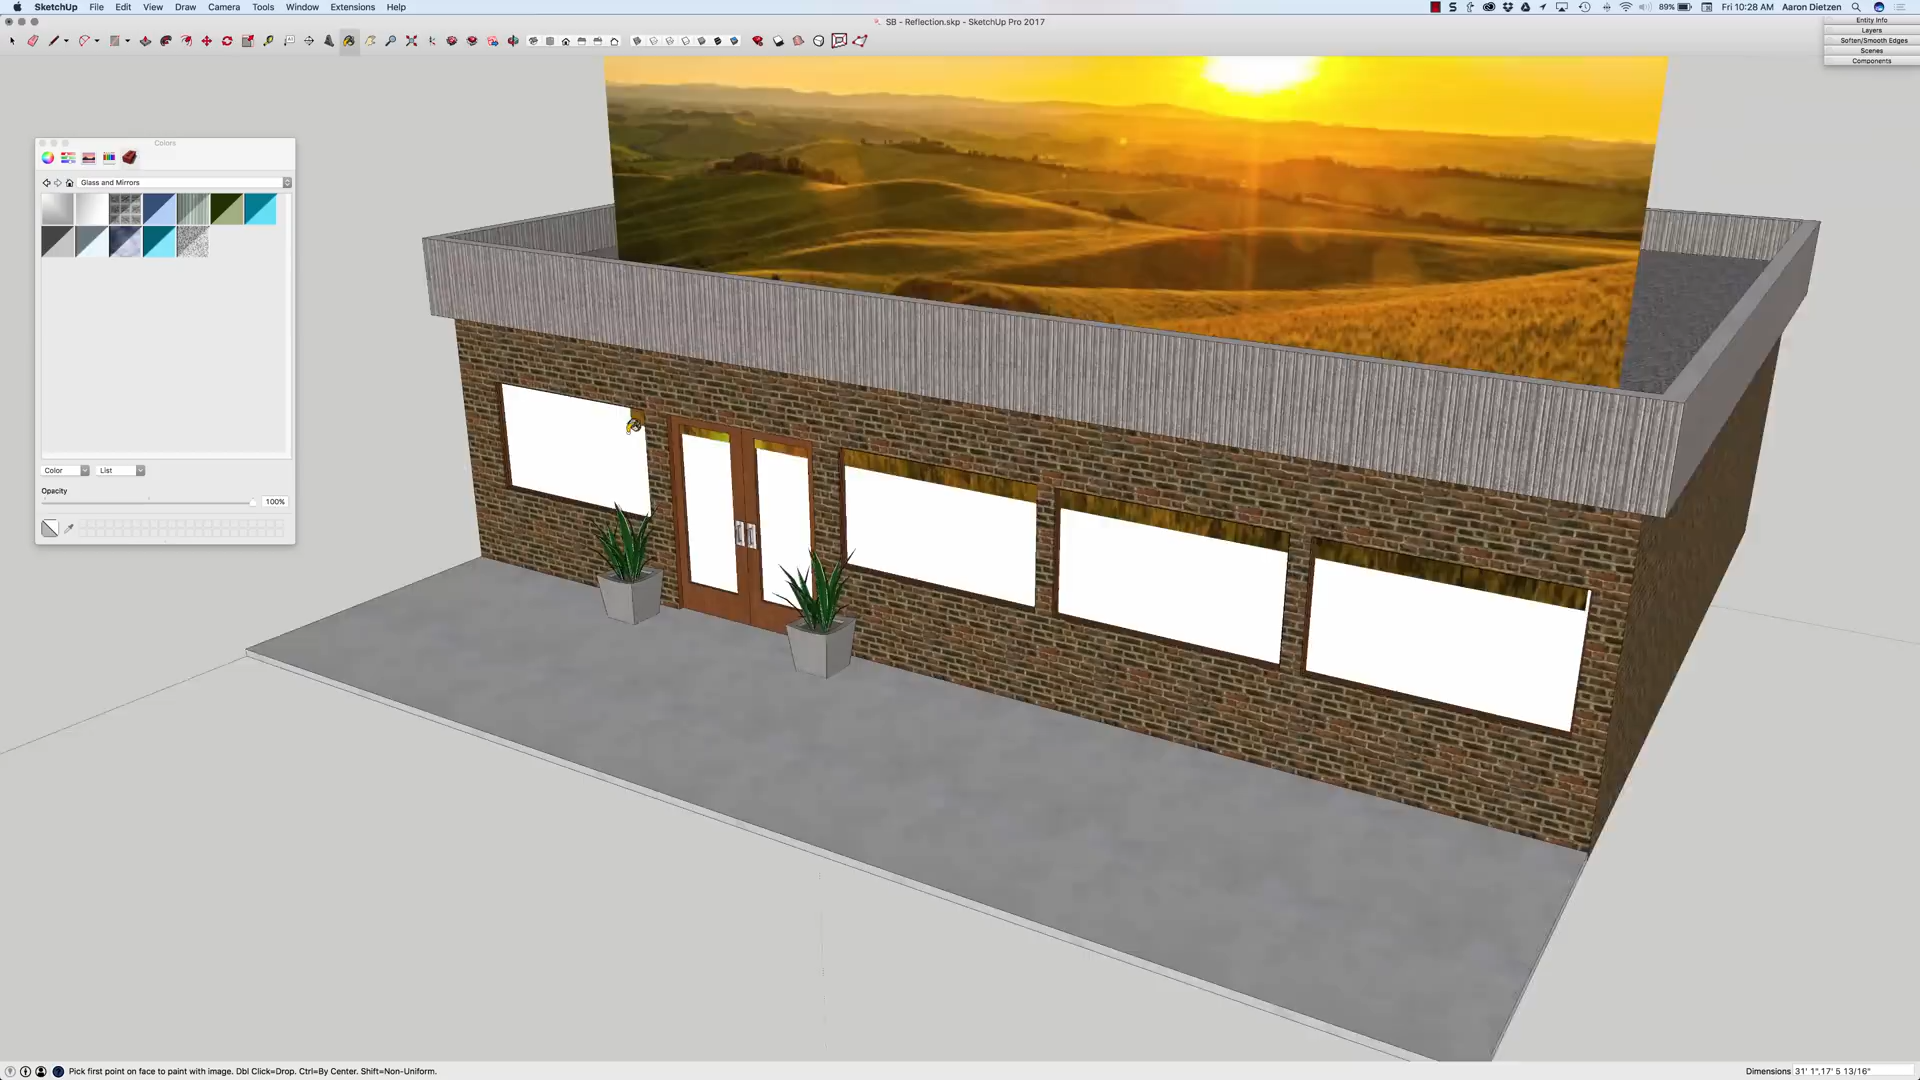 SketchUp File Edit View Draw Camera Tools Window Extensions Help
89% Fri 10:28 AM Aaron Dietzen
SB - Reflection.skp - SketchUp Pro 2017
Entity Info
Layers
Soften/Smooth Edges
Scenes
Components
Colors
Glass and Mirrors
Color List
Opacity
100%
Pick first point on face to paint with image. Dbl Click=Drop. Ctrl=By Center. Shift=Non-Uniform.
Dimensions 31' 1",17' 5 13/16"